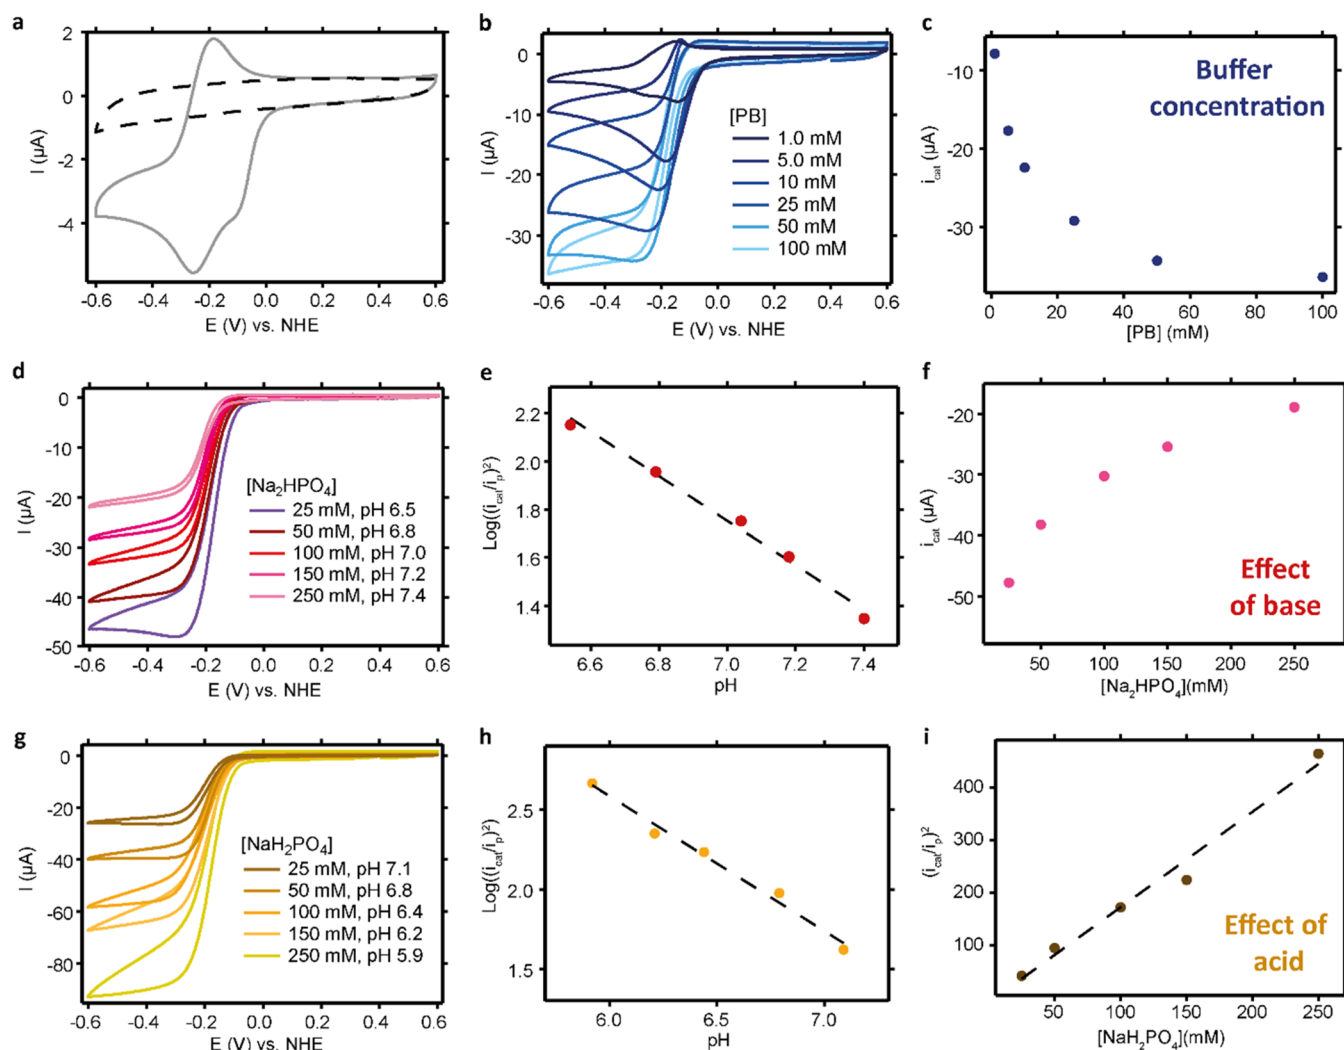 a
2
0
-2
-4
I (µA)
-0.6 -0.4 -0.2 0.0 0.2 0.4 0.6
E (V) vs. NHE
b
0
-10
-20
-30
I (µA)
[PB]
1.0 mM
5.0 mM
10 mM
25 mM
50 mM
100 mM
-0.6 -0.4 -0.2 0.0 0.2 0.4 0.6
E (V) vs. NHE
c
Buffer
concentration
-10
-20
-30
i_cat (µA)
0 20 40 60 80 100
[PB] (mM)
d
0
-10
-20
-30
-40
-50
I (µA)
[Na₂HPO₄]
25 mM, pH 6.5
50 mM, pH 6.8
100 mM, pH 7.0
150 mM, pH 7.2
250 mM, pH 7.4
-0.6 -0.4 -0.2 0.0 0.2 0.4 0.6
E (V) vs. NHE
e
2.2
2.0
1.8
1.6
1.4
Log((i_cat/i_p)²)
6.6 6.8 7.0 7.2 7.4
pH
f
-20
-30
-40
-50
i_cat (µA)
Effect
of base
50 100 150 200 250
[Na₂HPO₄](mM)
g
0
-20
-40
-60
-80
I (µA)
[NaH₂PO₄]
25 mM, pH 7.1
50 mM, pH 6.8
100 mM, pH 6.4
150 mM, pH 6.2
250 mM, pH 5.9
-0.6 -0.4 -0.2 0.0 0.2 0.4 0.6
E (V) vs. NHE
h
2.5
2.0
1.5
Log((i_cat/i_p)²)
6.0 6.5 7.0
pH
i
400
300
200
100
(i_cat/i_p)²
Effect of
acid
50 100 150 200 250
[NaH₂PO₄](mM)